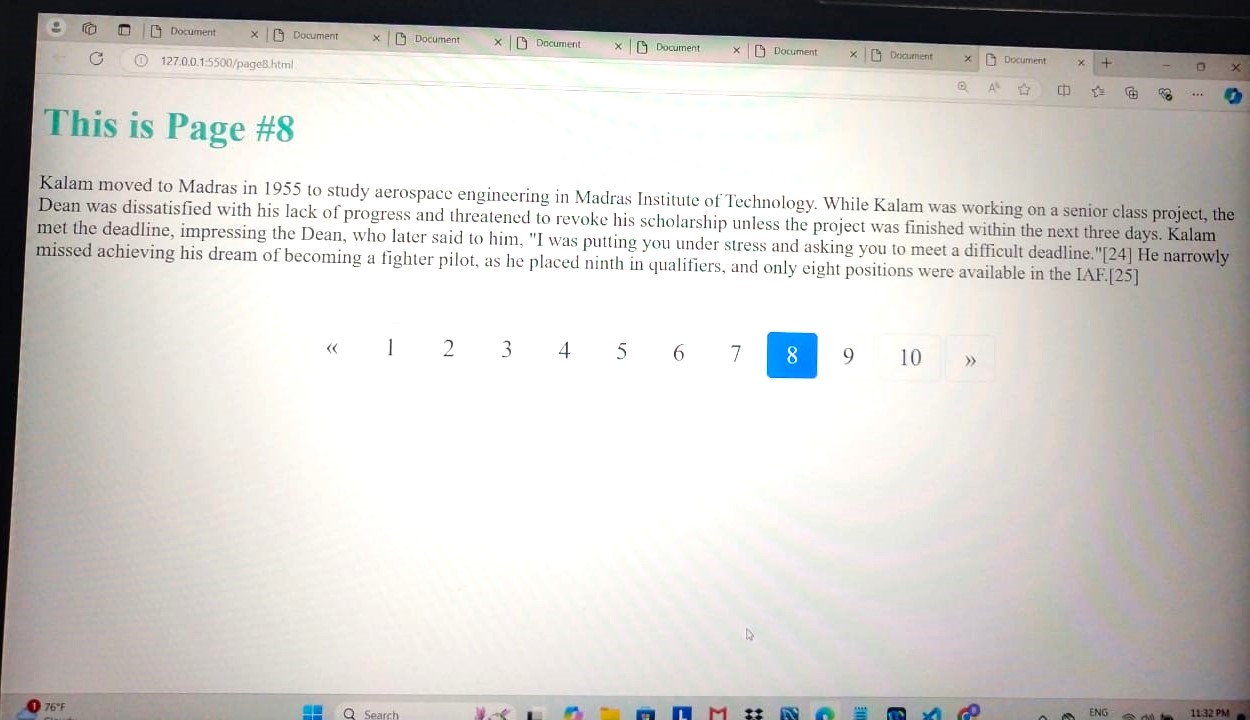 Document
Document
Document
Document
Document
Document
Document
Document
127.0.0.1:5500/page8.html
This is Page #8
Kalam moved to Madras in 1955 to study aerospace engineering in Madras Institute of Technology. While Kalam was working on a senior class project, the
Dean was dissatisfied with his lack of progress and threatened to revoke his scholarship unless the project was finished within the next three days. Kalam
met the deadline, impressing the Dean, who later said to him, "I was putting you under stress and asking you to meet a difficult deadline."[24] He narrowly
missed achieving his dream of becoming a fighter pilot, as he placed ninth in qualifiers, and only eight positions were available in the IAF.[25]
« 1 2 3 4 5 6 7 8 9 10 »
1 76°F
Search
ENG
11:32 PM